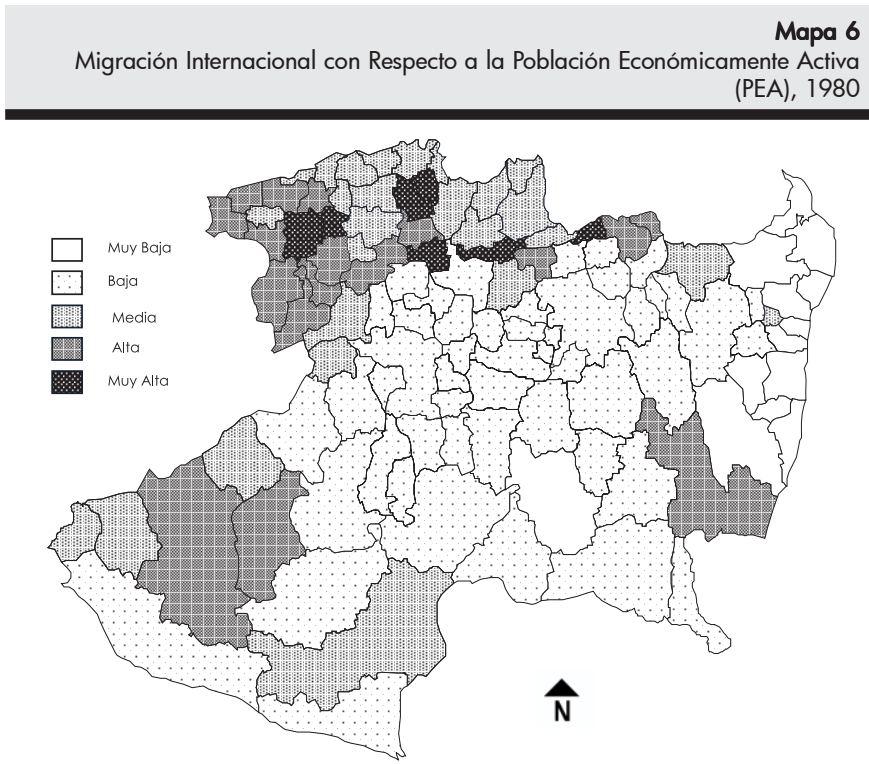 Mapa 6
Migración Internacional con Respecto a la Población Económicamente Activa
(PEA), 1980
Muy Baja
Baja
Media
Alta
Muy Alta
N